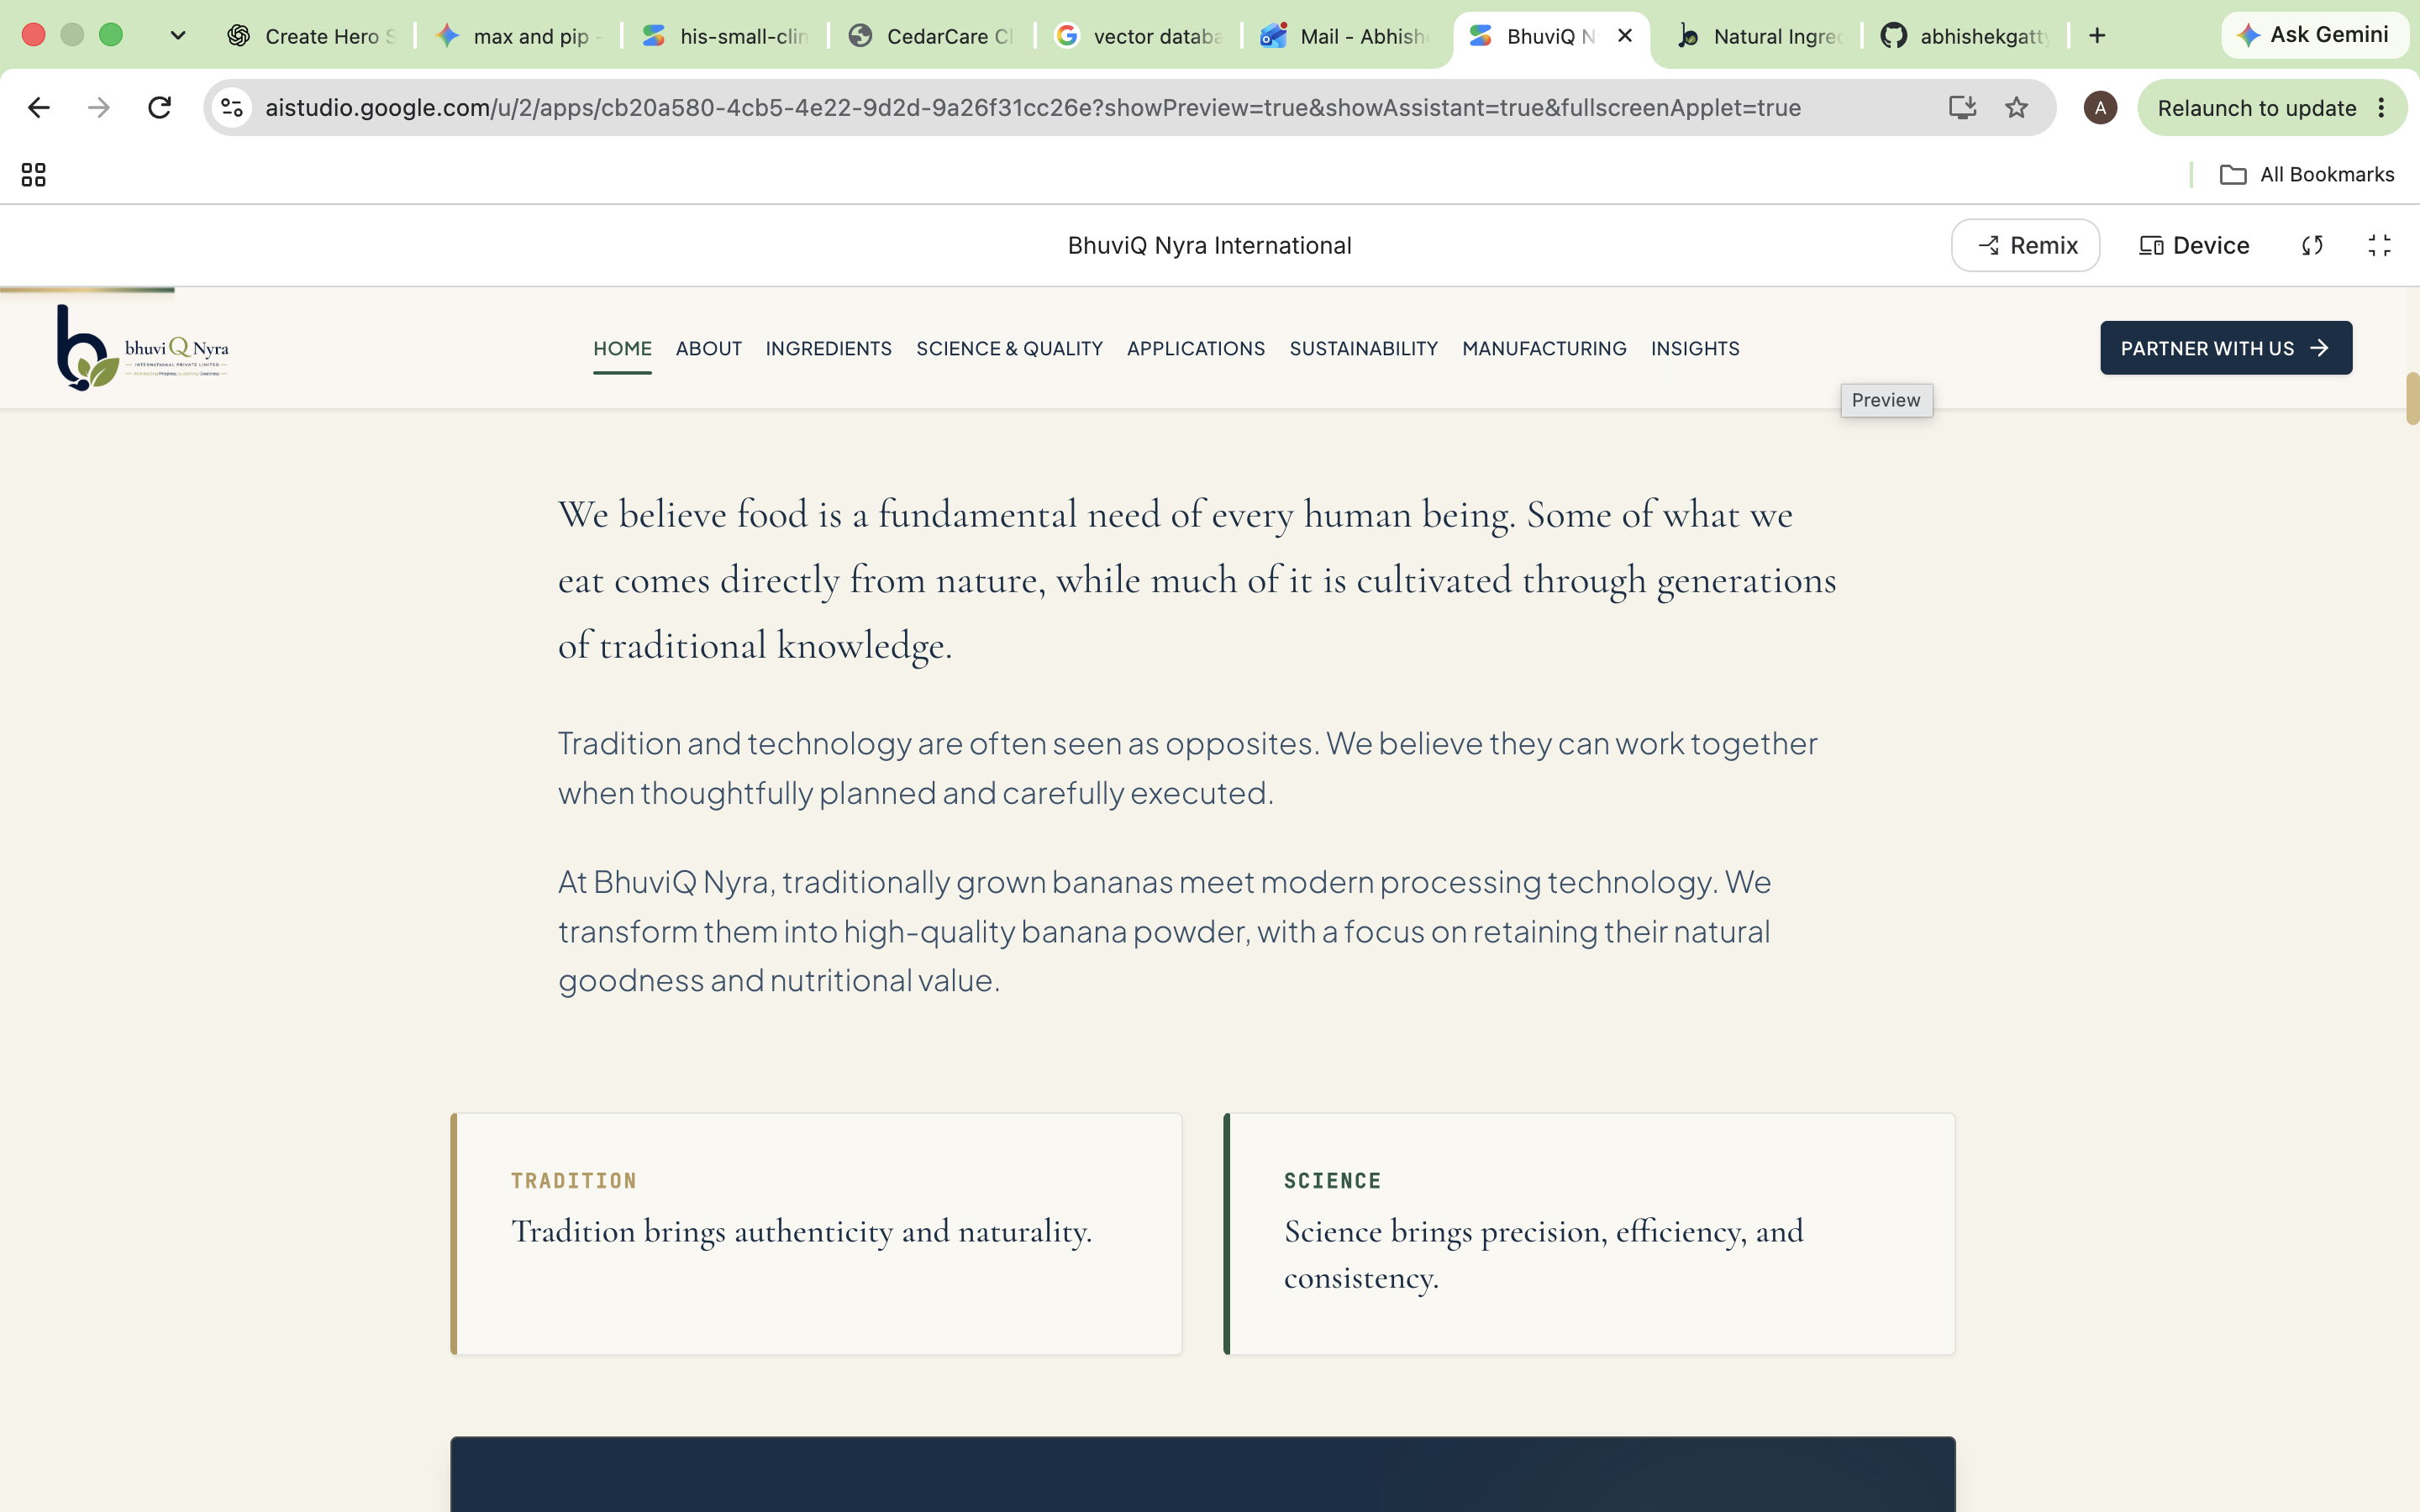 Create Hero S
max and pip -
his-small-clin
CedarCare Cl
vector databa
Mail - Abhish
BhuviQ N
Natural Ingre
abhishekgatty
Ask Gemini
aistudio.google.com/u/2/apps/cb20a580-4cb5-4e22-9d2d-9a26f31cc26e?showPreview=true&showAssistant=true&fullscreenApplet=true
A
Relaunch to update
All Bookmarks
BhuviQ Nyra International
Remix
Device
bhuviQ Nyra
INTERNATIONAL PRIVATE LIMITED
HOME
ABOUT
INGREDIENTS
SCIENCE & QUALITY
APPLICATIONS
SUSTAINABILITY
MANUFACTURING
INSIGHTS
PARTNER WITH US
Preview
We believe food is a fundamental need of every human being. Some of what we
eat comes directly from nature, while much of it is cultivated through generations
of traditional knowledge.
Tradition and technology are often seen as opposites. We believe they can work together
when thoughtfully planned and carefully executed.
At BhuviQ Nyra, traditionally grown bananas meet modern processing technology. We
transform them into high-quality banana powder, with a focus on retaining their natural
goodness and nutritional value.
TRADITION
Tradition brings authenticity and naturality.
SCIENCE
Science brings precision, efficiency, and
consistency.